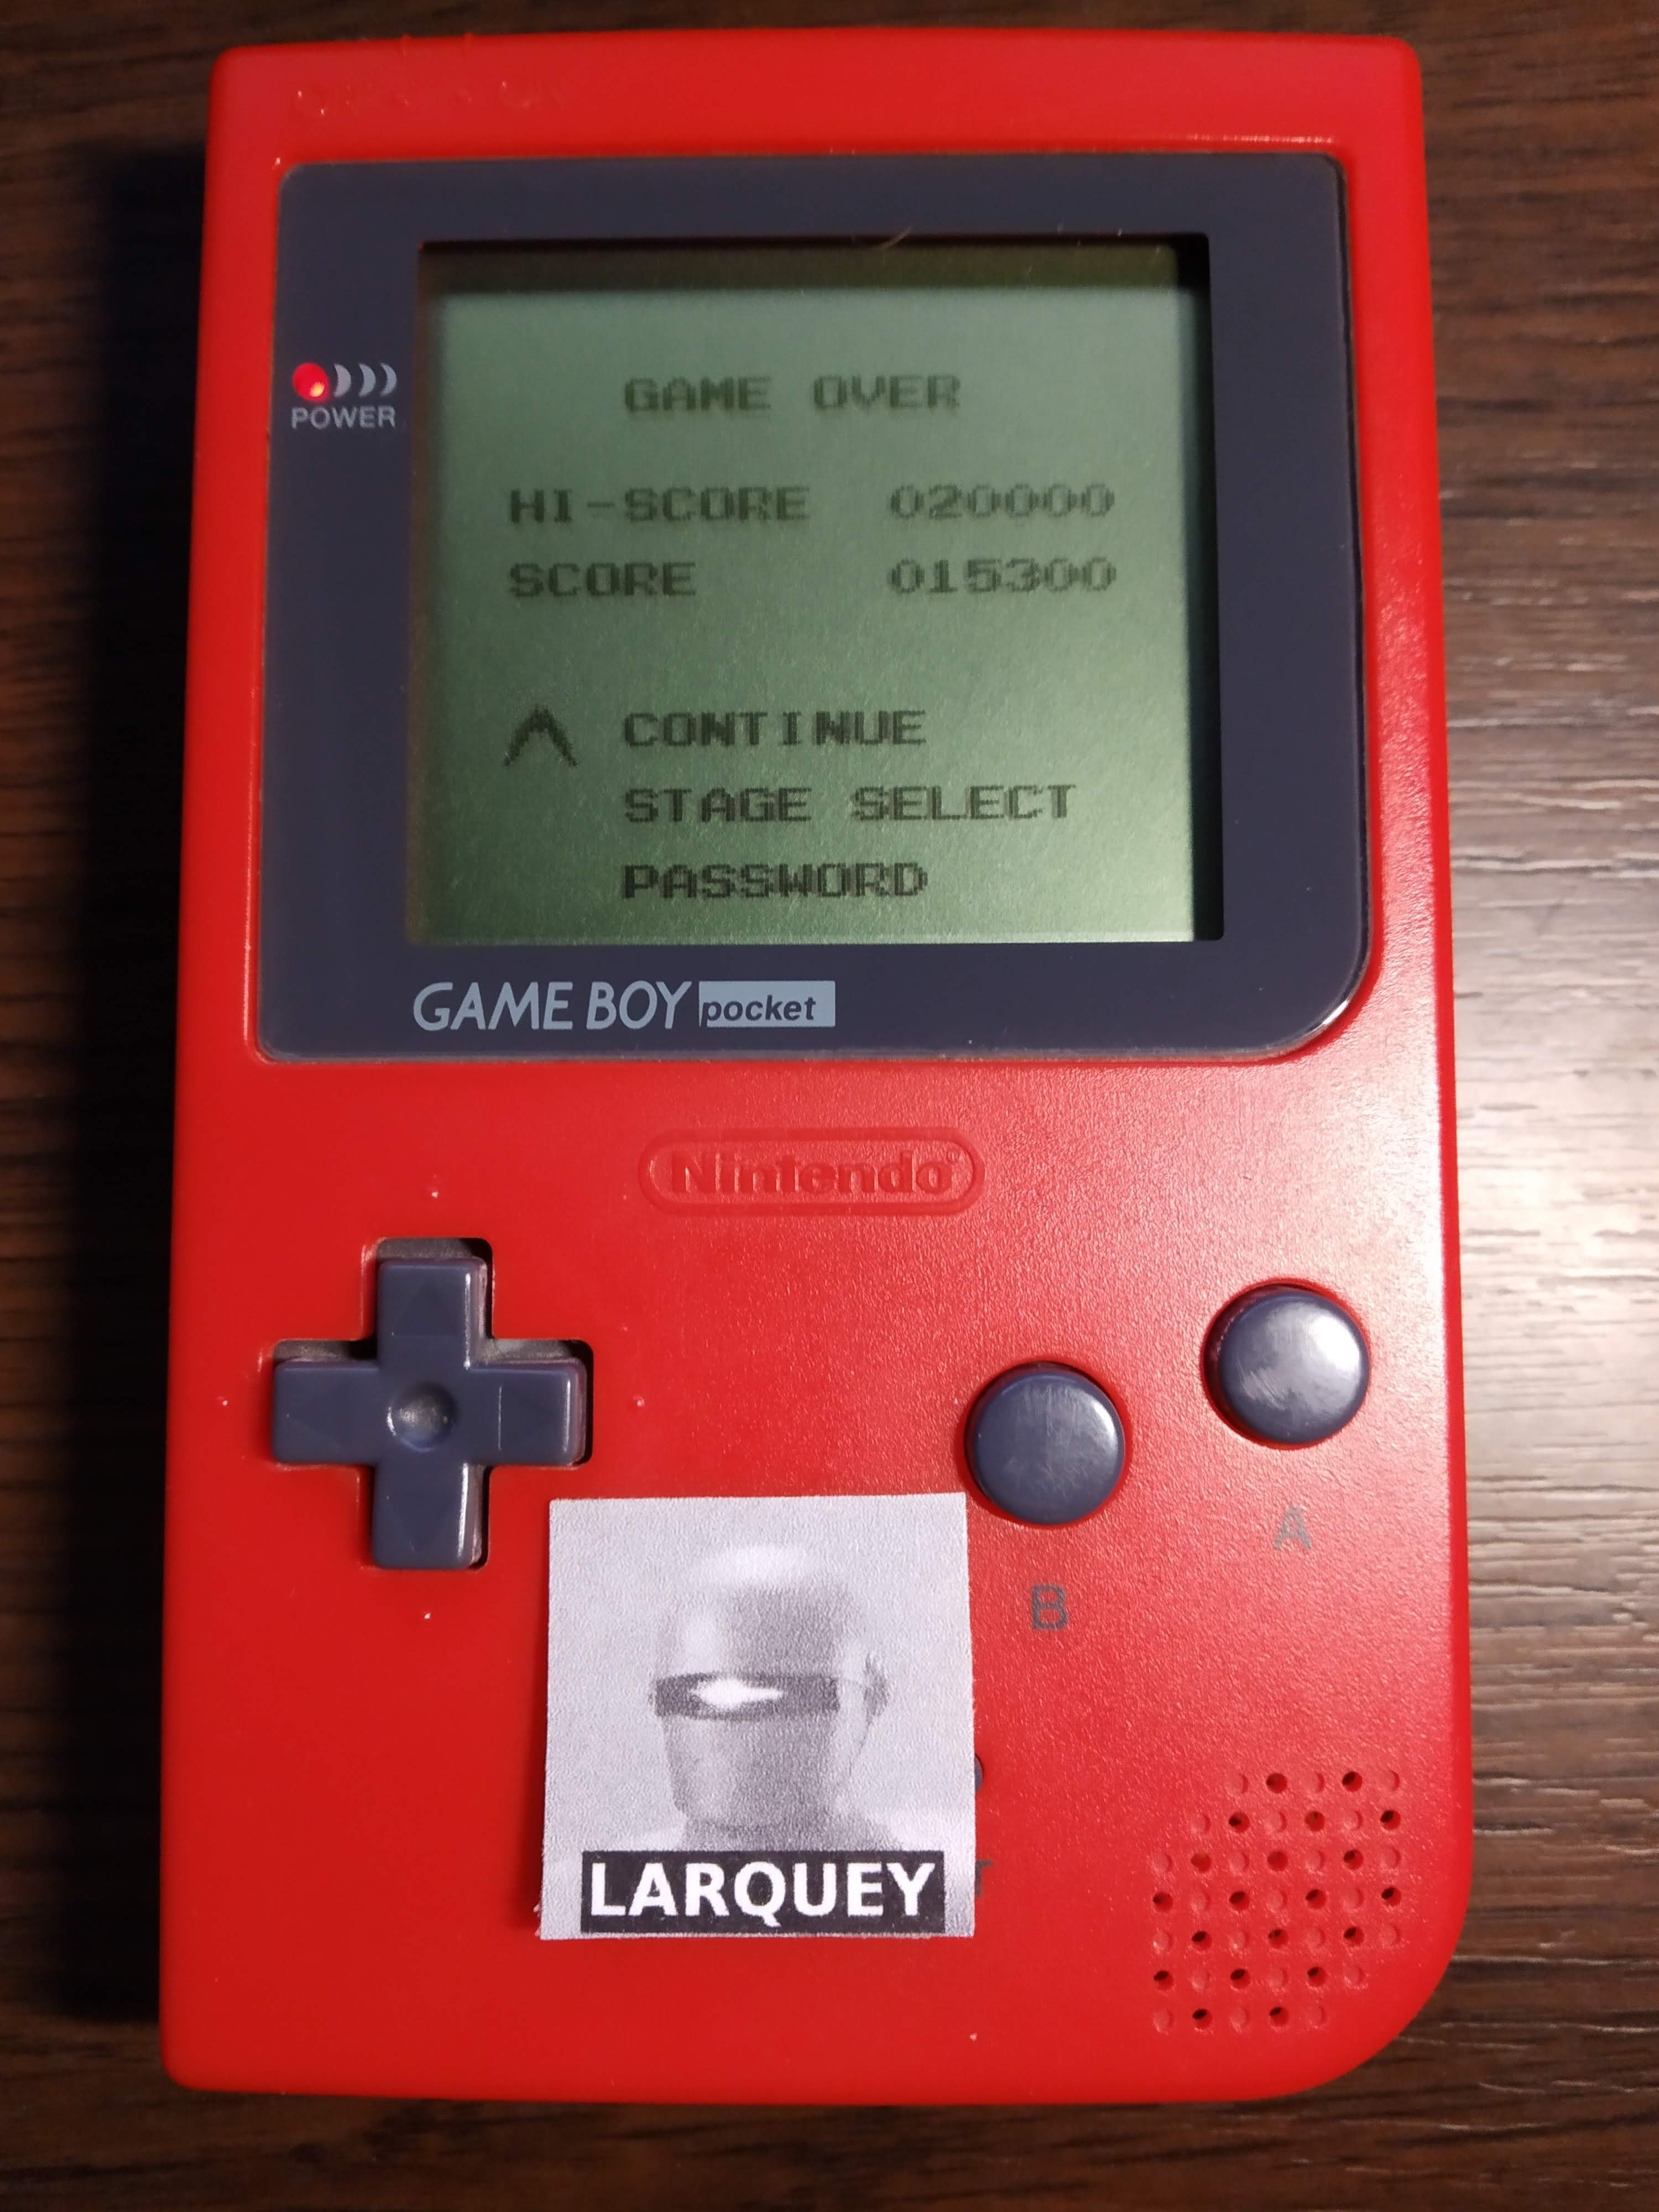 POWER
GAME OVER
HI-SCORE 020000
SCORE 015300
CONTINUE
STAGE SELECT
PASSWORD
GAME BOY pocket
Nintendo®
A
B
LARQUEY